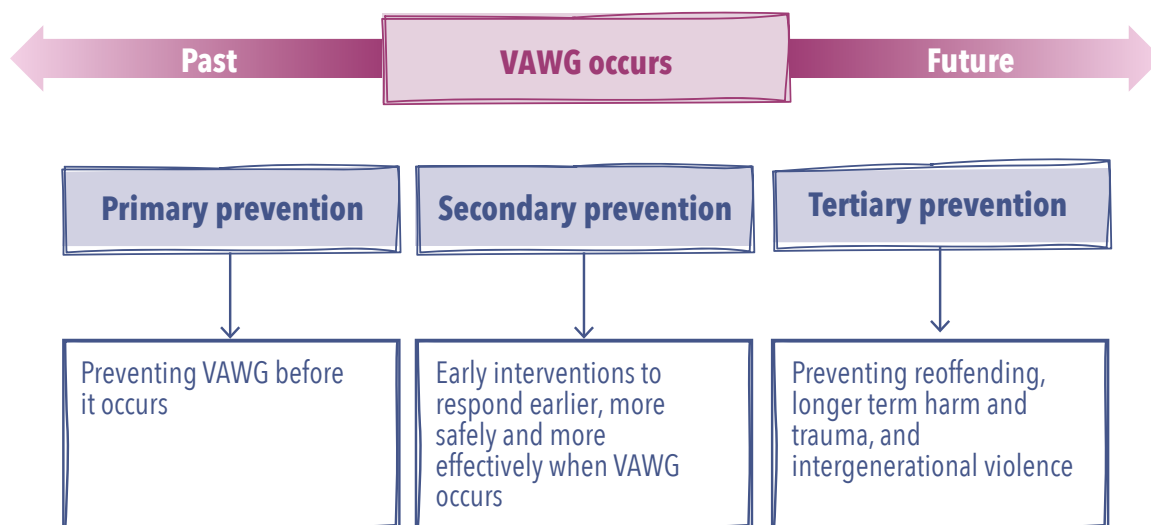 Past
VAWG occurs
Future
Primary prevention
Secondary prevention
Tertiary prevention
Preventing VAWG before
it occurs
Early interventions to
respond earlier, more
safely and more
effectively when VAWG
occurs
Preventing reoffending,
longer term harm and
trauma, and
intergenerational violence